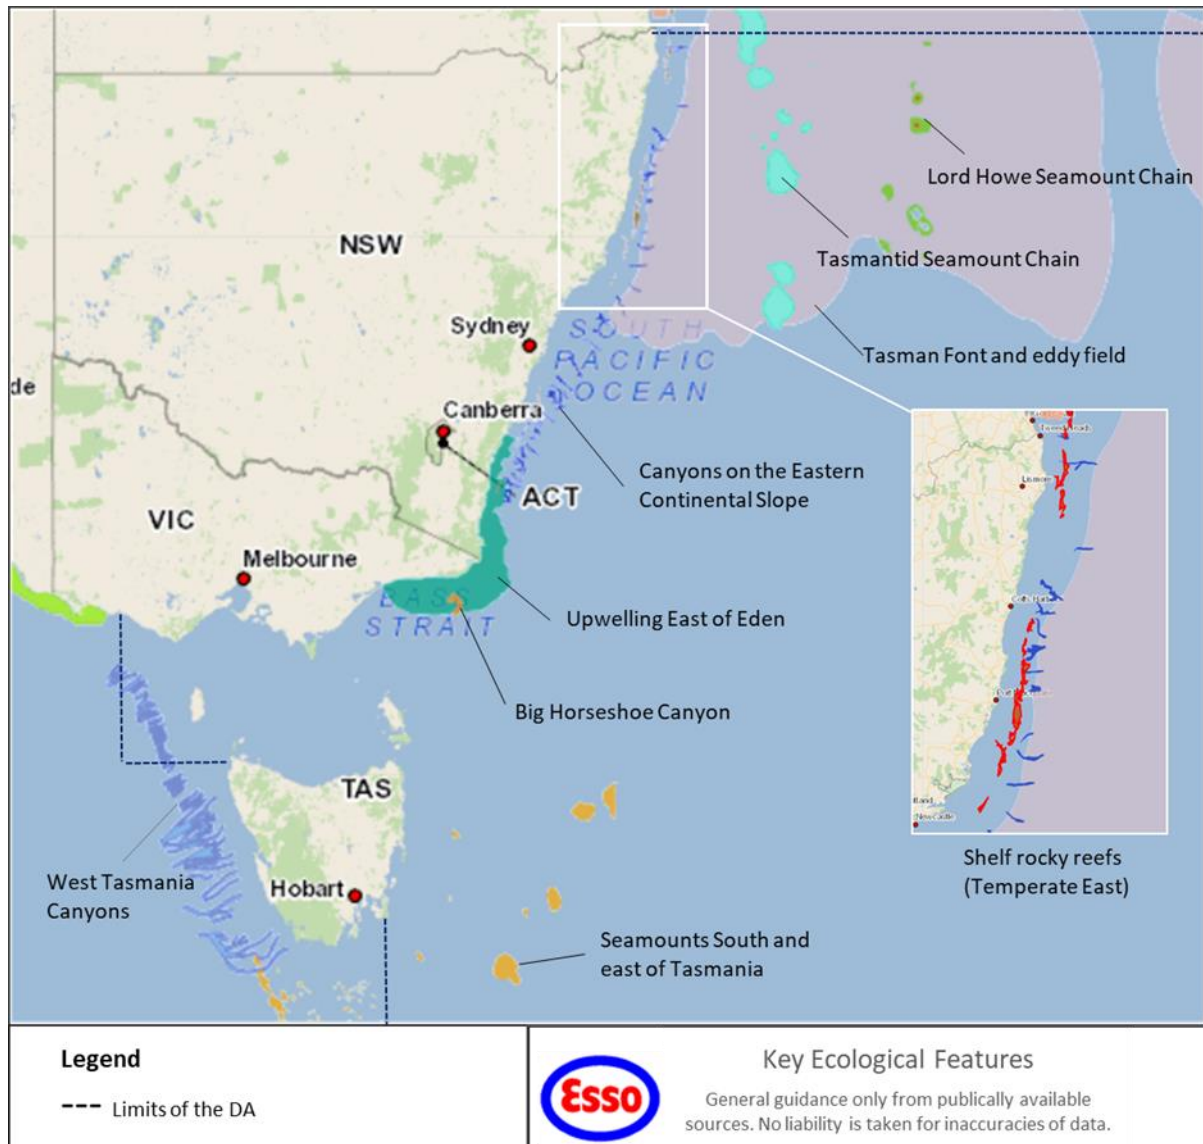 Lord Howe Seamount Chain
NSW
Tasmantid Seamount Chain
Sydney
SOUTH
PACIFIC
OCEAN
Tasman Font and eddy field
de
Canberra
Canyons on the Eastern
Continental Slope
ACT
VIC
Melbourne
BASS
STRAIT
Upwelling East of Eden
Big Horseshoe Canyon
TAS
West Tasmania
Canyons
Hobart
Seamounts South and
east of Tasmania
Lismore
Newcastle
Shelf rocky reefs
(Temperate East)
Legend
Limits of the DA
Esso
Key Ecological Features
General guidance only from publically available
sources. No liability is taken for inaccuracies of data.